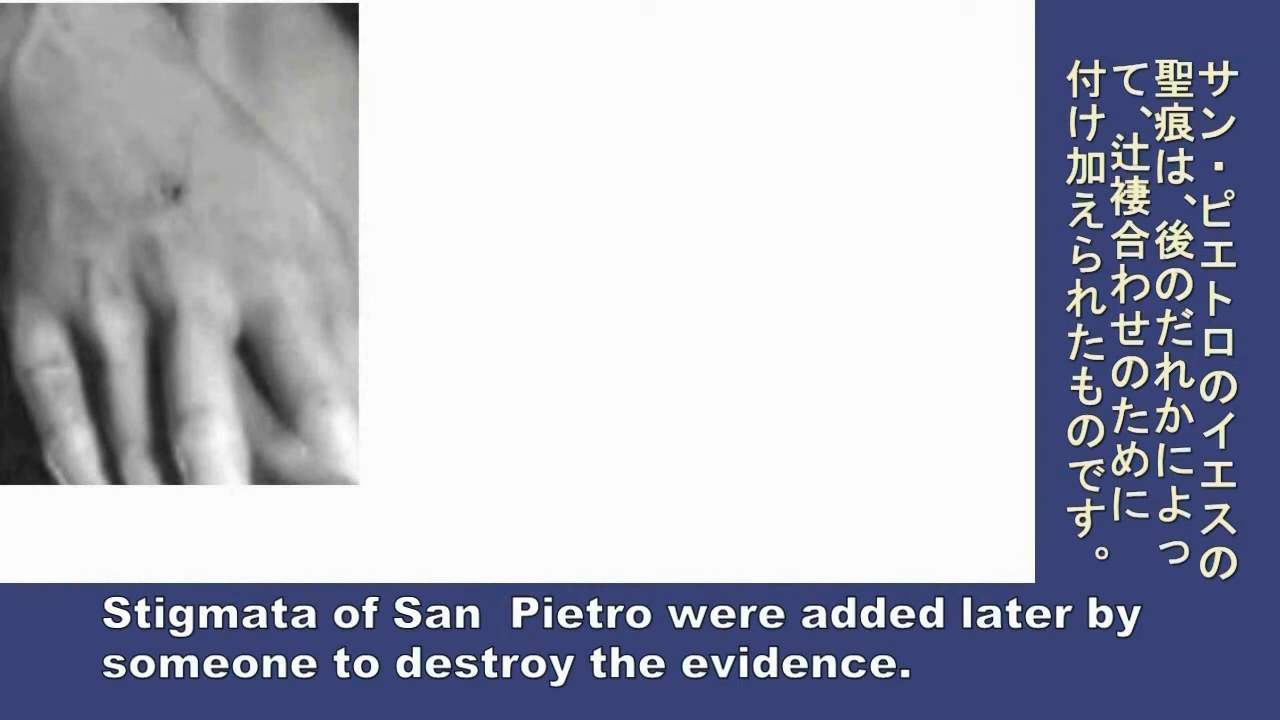 サン・ピエトロのイエスの
聖痕は、後のだれかによっ
て、辻褄合わせのために
付け加えられたものです。
Stigmata of San  Pietro were added later by
someone to destroy the evidence.